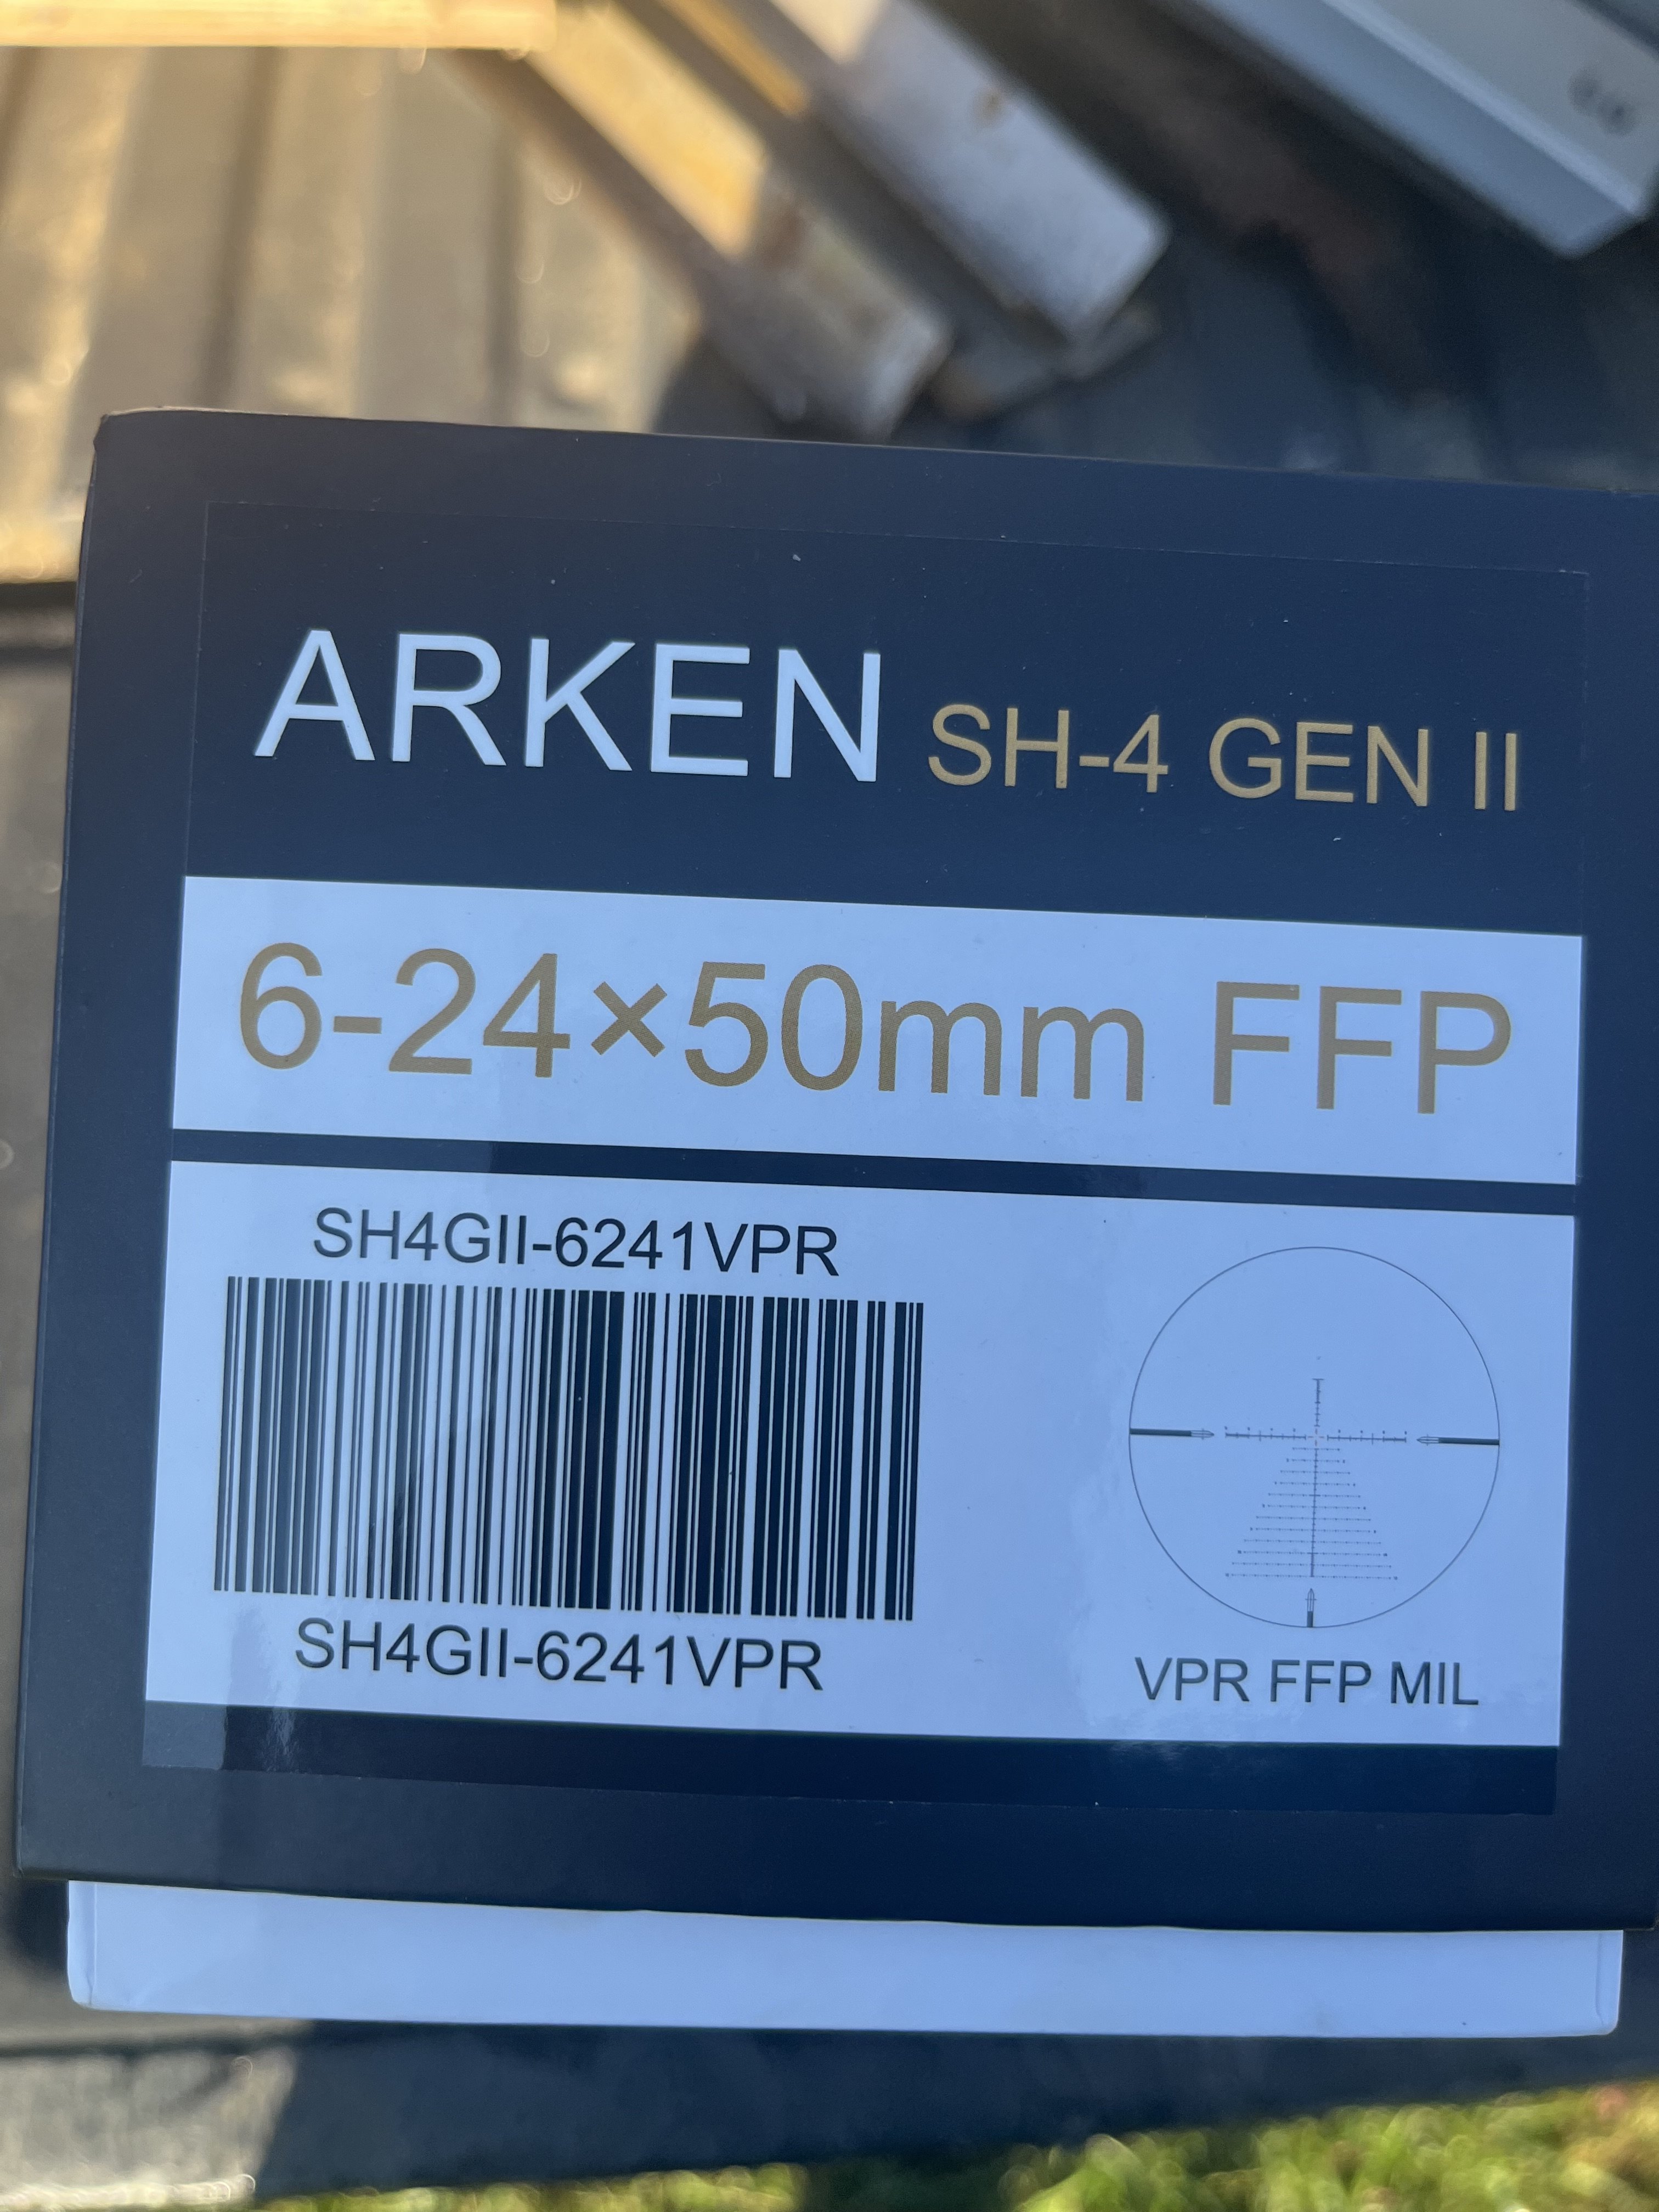 ARKEN SH-4 GEN II
6-24×50mm FFP
SH4GII-6241VPR
SH4GII-6241VPR
VPR FFP MIL